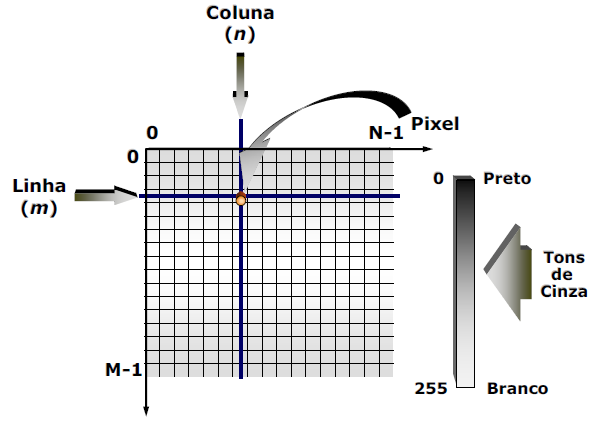 Coluna
(n)
0
N-1
Pixel
0
Linha
(m)
0
Preto
Tons
de
Cinza
M-1
255
Branco